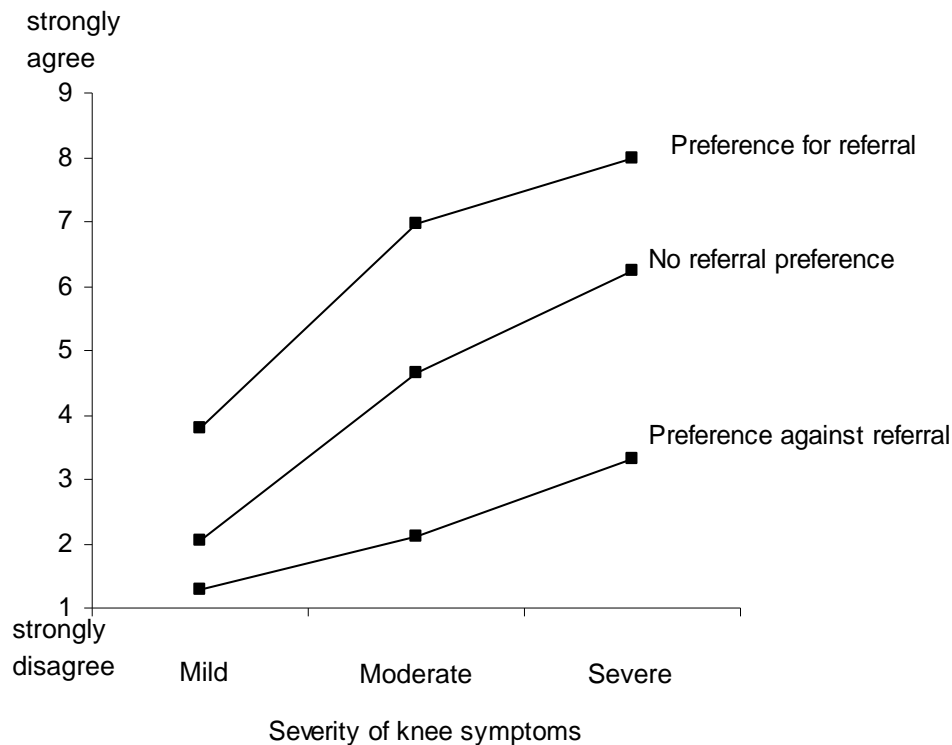 strongly
agree
9
8
7
6
5
4
3
2
1
strongly
disagree
Preference for referral
No referral preference
Preference against referral
Mild
Moderate
Severe
Severity of knee symptoms